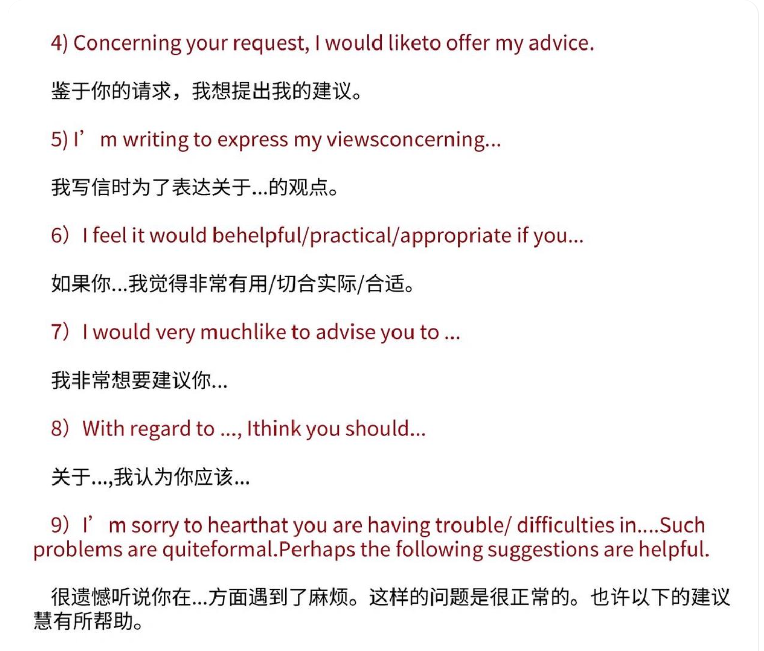 4) Concerning your request, I would liketo offer my advice.
鉴于你的请求，我想提出我的建议。
5) I’m writing to express my viewsconcerning...
我写信时为了表达关于...的观点。
6）I feel it would behelpful/practical/appropriate if you...
如果你...我觉得非常有用/切合实际/合适。
7）I would very muchlike to advise you to ...
我非常想要建议你...
8）With regard to ..., Ithink you should...
关于...,我认为你应该...
9）I’m sorry to hearthat you are having trouble/ difficulties in....Such
problems are quiteformal.Perhaps the following suggestions are helpful.
很遗憾听说你在...方面遇到了麻烦。这样的问题是很正常的。也许以下的建议
慧有所帮助。